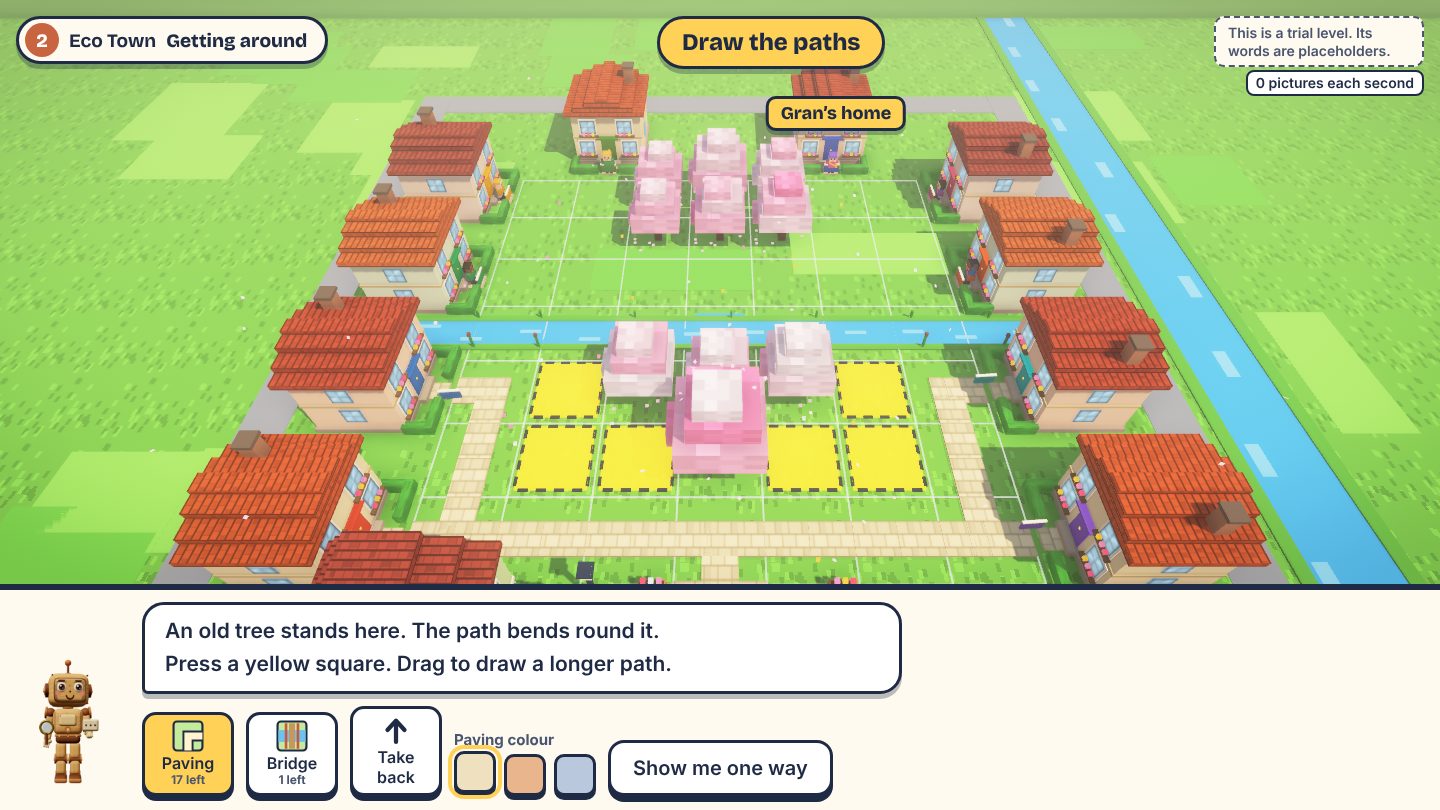 2 Eco Town Getting around
Draw the paths
This is a trial level. Its
words are placeholders.
0 pictures each second
Gran's home
An old tree stands here. The path bends round it.
Press a yellow square. Drag to draw a longer path.
Paving
17 left
Bridge
1 left
Take
back
Paving colour
Show me one way